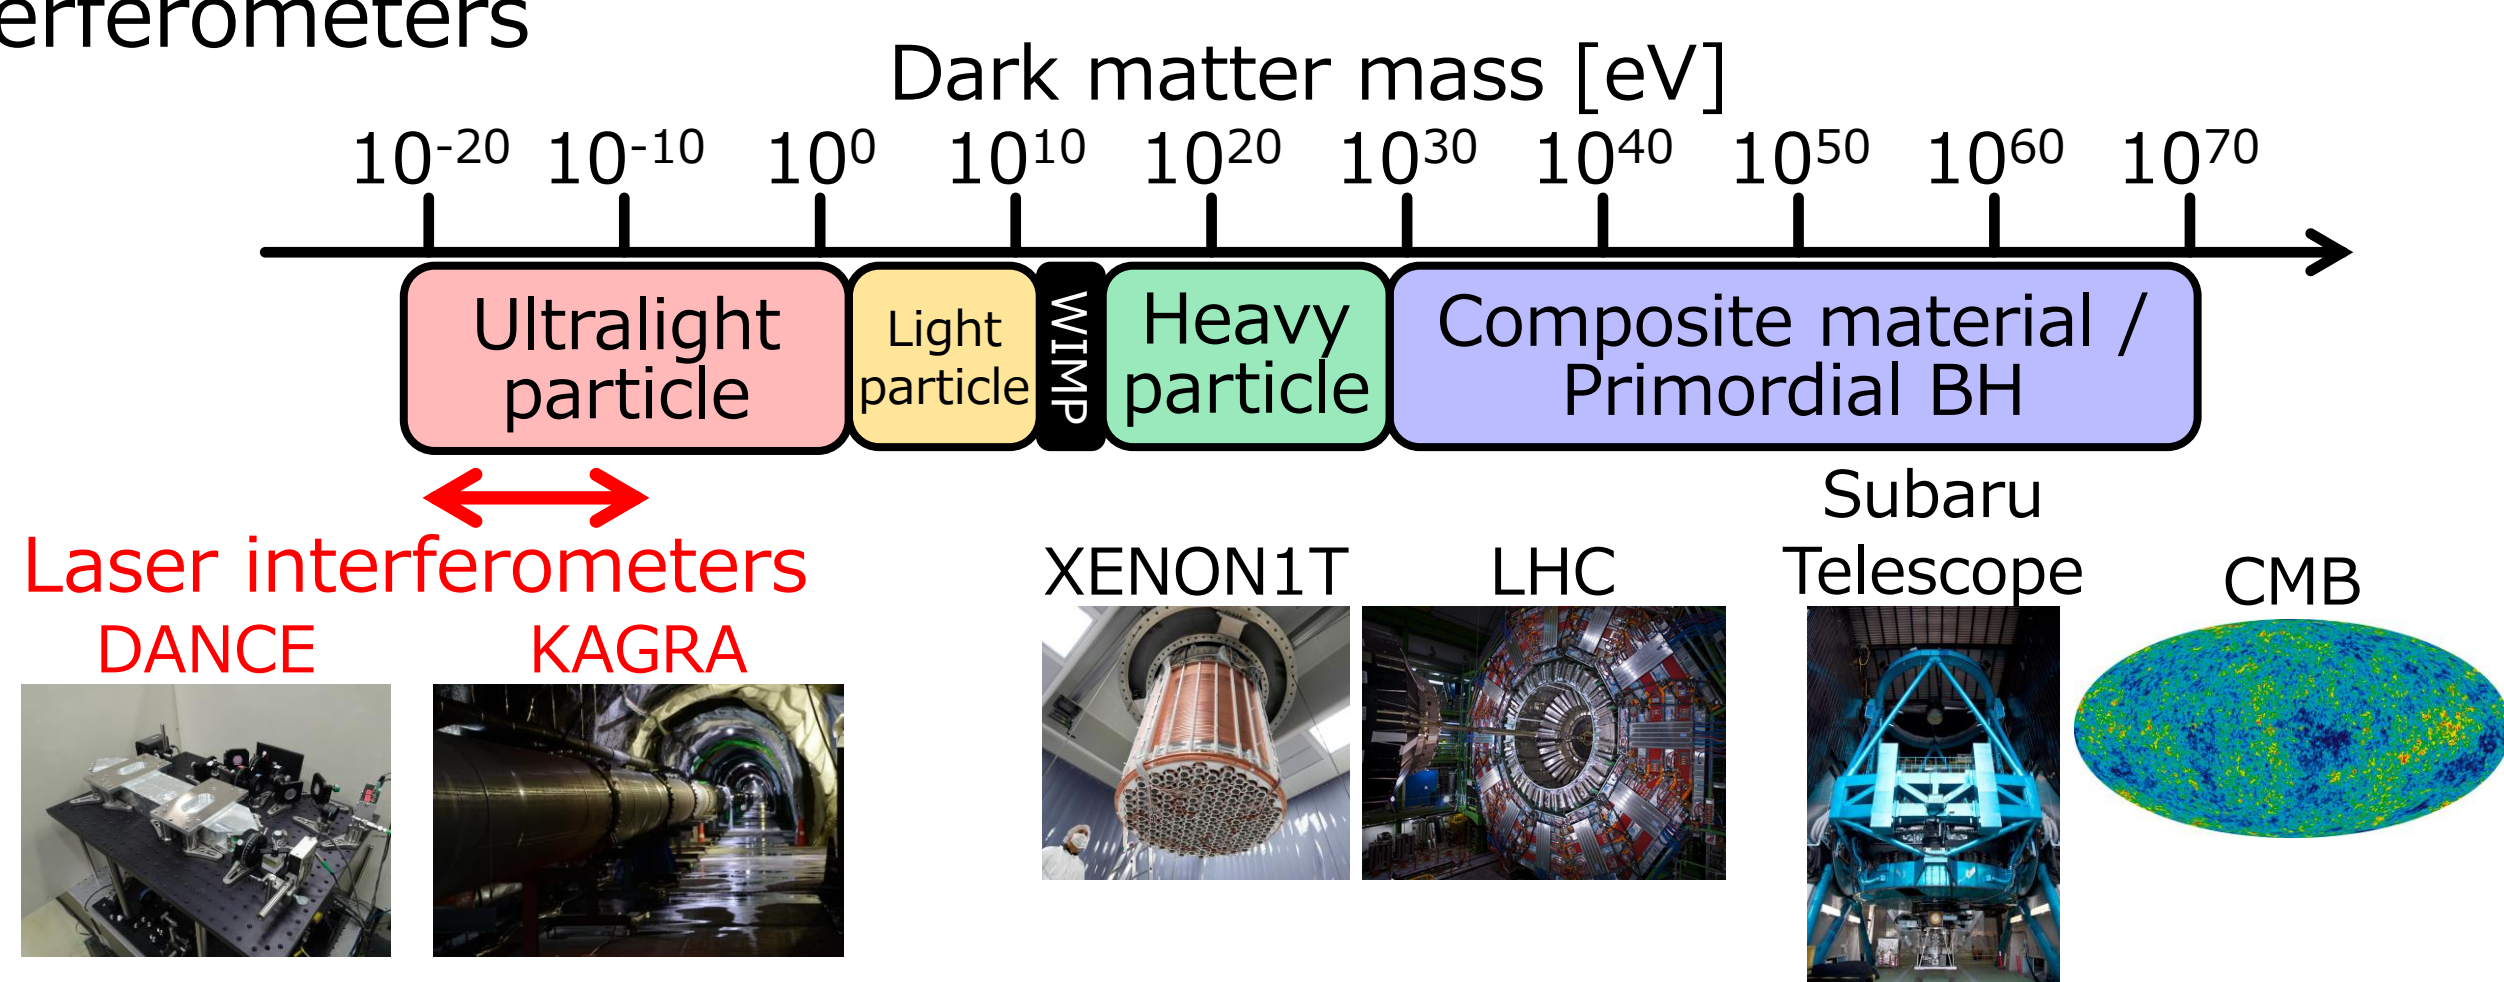 erferometers
Dark matter mass [eV]
10⁻²⁰ 10⁻¹⁰ 10⁰ 10¹⁰ 10²⁰ 10³⁰ 10⁴⁰ 10⁵⁰ 10⁶⁰ 10⁷⁰
Ultralight
particle
Light
particle
WIMP
Heavy
particle
Composite material /
Primordial BH
Laser interferometers
DANCE
KAGRA
XENON1T
LHC
Subaru
Telescope
CMB